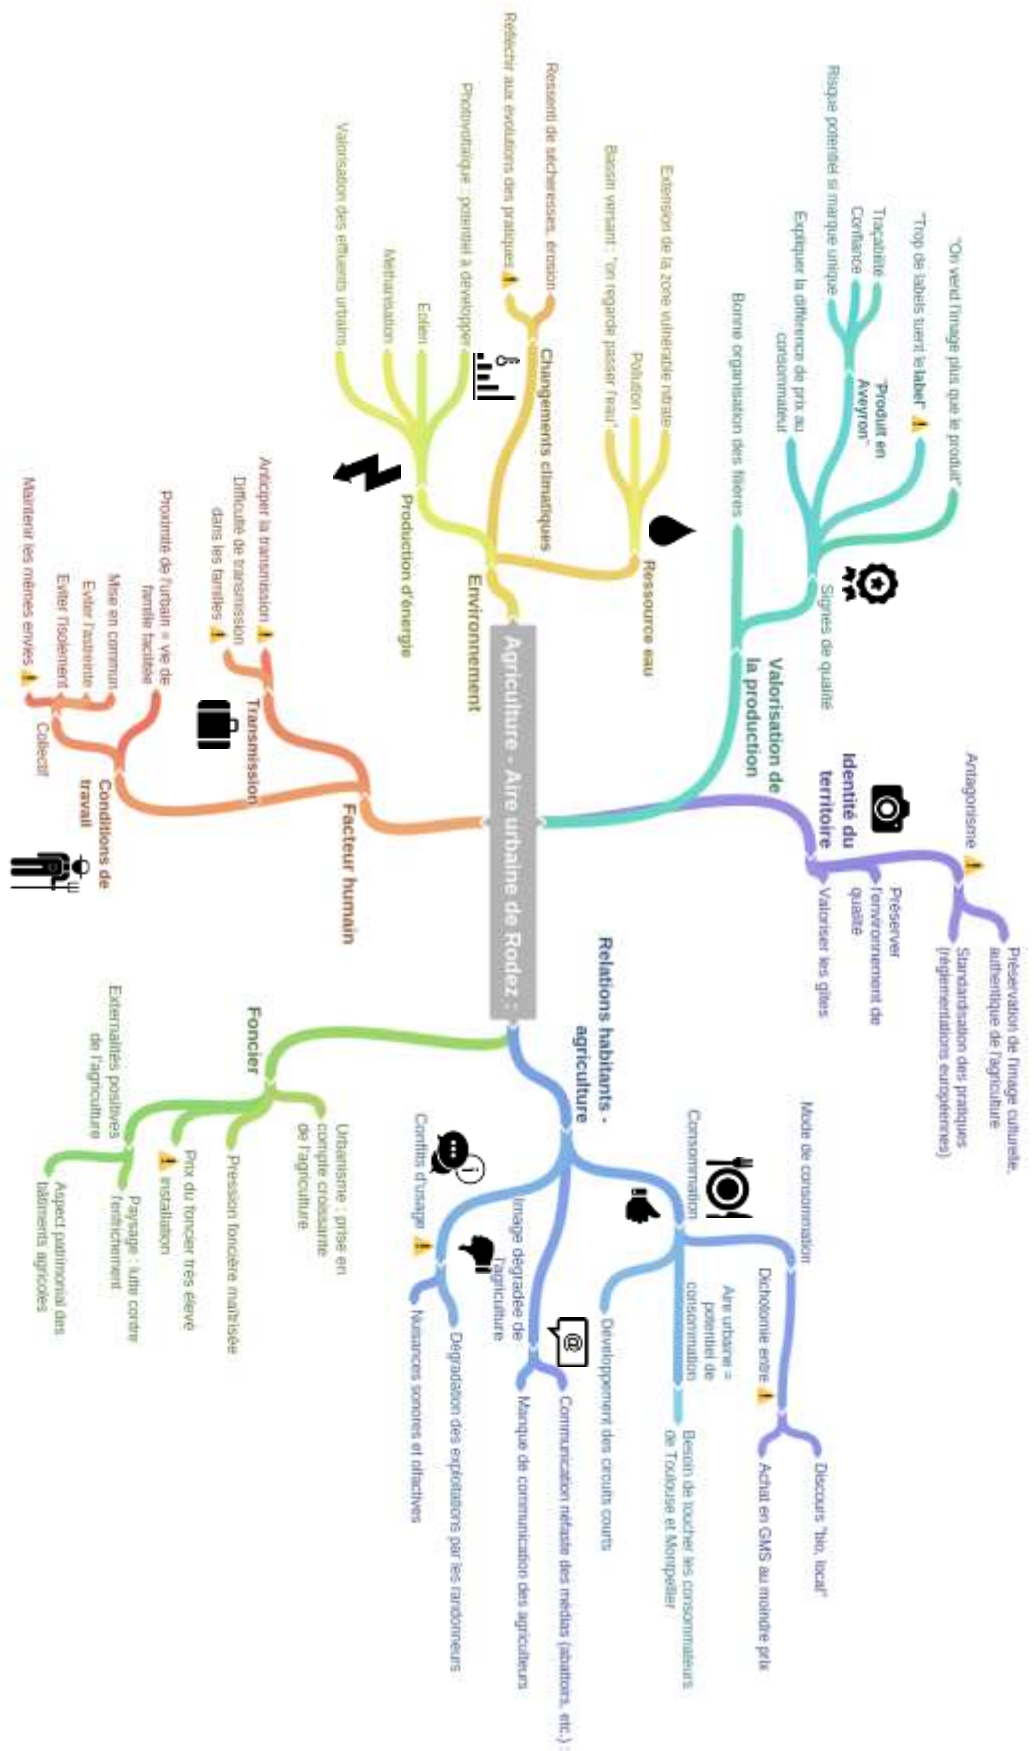 Agriculture - Aire urbaine de Rodez :
Relations habitants -
agriculture
Consommation
Mode de consommation
Dichotomie entre
Discours "bio, local"
Achat en GMS au moindre prix
Aire urbaine =
potentiel de
consommation
Besoin de toucher les consommateurs
de Toulouse et Montpellier
Développement des circuits courts
Image dégradée de
l'agriculture
@
Communication néfaste des médias (abattoirs, etc.) :
Manque de communication des agriculteurs
Conflits d'usage
i
Dégradation des exploitations par les randonneurs
Nuisances sonores et olfactives
Foncier
Urbanisme : prise en
compte croissante
de l'agriculture
Pression foncière maîtrisée
Prix du foncier très élevé
Installation
Externalités positives
de l'agriculture
Paysage : lutte contre
l'enfrichement
Aspect patrimonial des
bâtiments agricoles
Identité du
territoire
Antagonisme
Préservation de l'image culturelle,
authentique de l'agriculture
Standardisation des pratiques
(réglementations européennes)
Préserver
l'environnement de
qualité
Valoriser les gîtes
Valorisation de
la production
Signes de qualité
"On vend l'image plus que le produit"
"Trop de labels tuent le label"
"Produit en
Aveyron"
Traçabilité
Confiance
Risque potentiel si marque unique
Expliquer la différence de prix au
consommateur
Bonne organisation des filières
Environnement
Ressource eau
Extension de la zone vulnérable nitrate
Pollution
Bassin versant : "on regarde passer l'eau"
Changements climatiques
Ressenti de sécheresses, érosion
Réfléchir aux évolutions des pratiques
Production d'énergie
Photovoltaïque : potentiel à développer
Eolien
Méthanisation
Valorisation des effluents urbains
Facteur humain
Transmission
Anticiper la transmission
Difficulté de transmission
dans les familles
Conditions de
travail
Proximité de l'urbain = vie de
famille facilitée
Collectif
Mise en commun
Eviter l'astreinte
Eviter l'isolement
Maintenir les mêmes envies